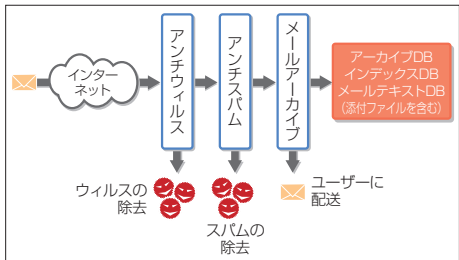 インター
ネット
アンチウィルス
アンチスパム
メールアーカイブ
アーカイブDB
インデックスDB
メールテキストDB
(添付ファイルを含む)
ウィルスの
除去
スパムの
除去
ユーザーに
配送